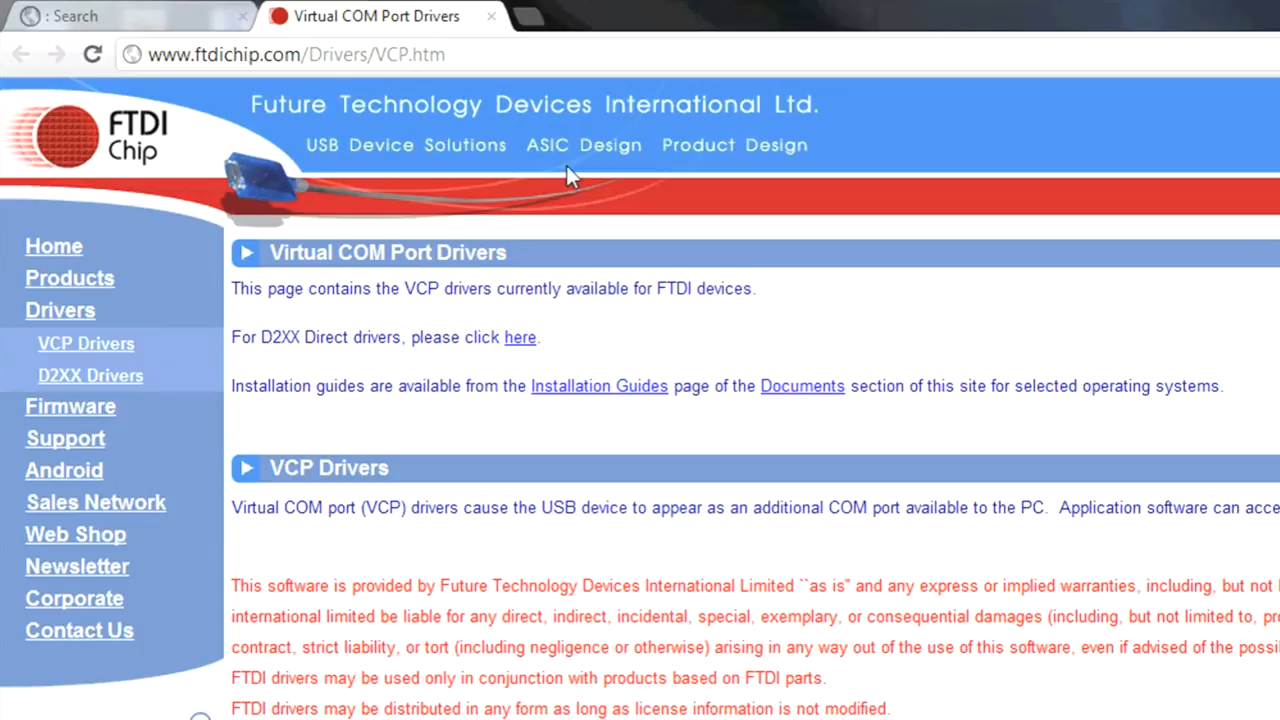 : Search
Virtual COM Port Drivers
www.ftdichip.com/Drivers/VCP.htm
FTDI
Chip
Future Technology Devices International Ltd.
USB Device Solutions ASIC Design Product Design
Home
Products
Drivers
VCP Drivers
D2XX Drivers
Firmware
Support
Android
Sales Network
Web Shop
Newsletter
Corporate
Contact Us
Virtual COM Port Drivers
This page contains the VCP drivers currently available for FTDI devices.
For D2XX Direct drivers, please click here.
Installation guides are available from the Installation Guides page of the Documents section of this site for selected operating systems.
VCP Drivers
Virtual COM port (VCP) drivers cause the USB device to appear as an additional COM port available to the PC. Application software can acce
This software is provided by Future Technology Devices International Limited ``as is'' and any express or implied warranties, including, but not
international limited be liable for any direct, indirect, incidental, special, exemplary, or consequential damages (including, but not limited to, pro
contract, strict liability, or tort (including negligence or otherwise) arising in any way out of the use of this software, even if advised of the possi
FTDI drivers may be used only in conjunction with products based on FTDI parts.
FTDI drivers may be distributed in any form as long as license information is not modified.